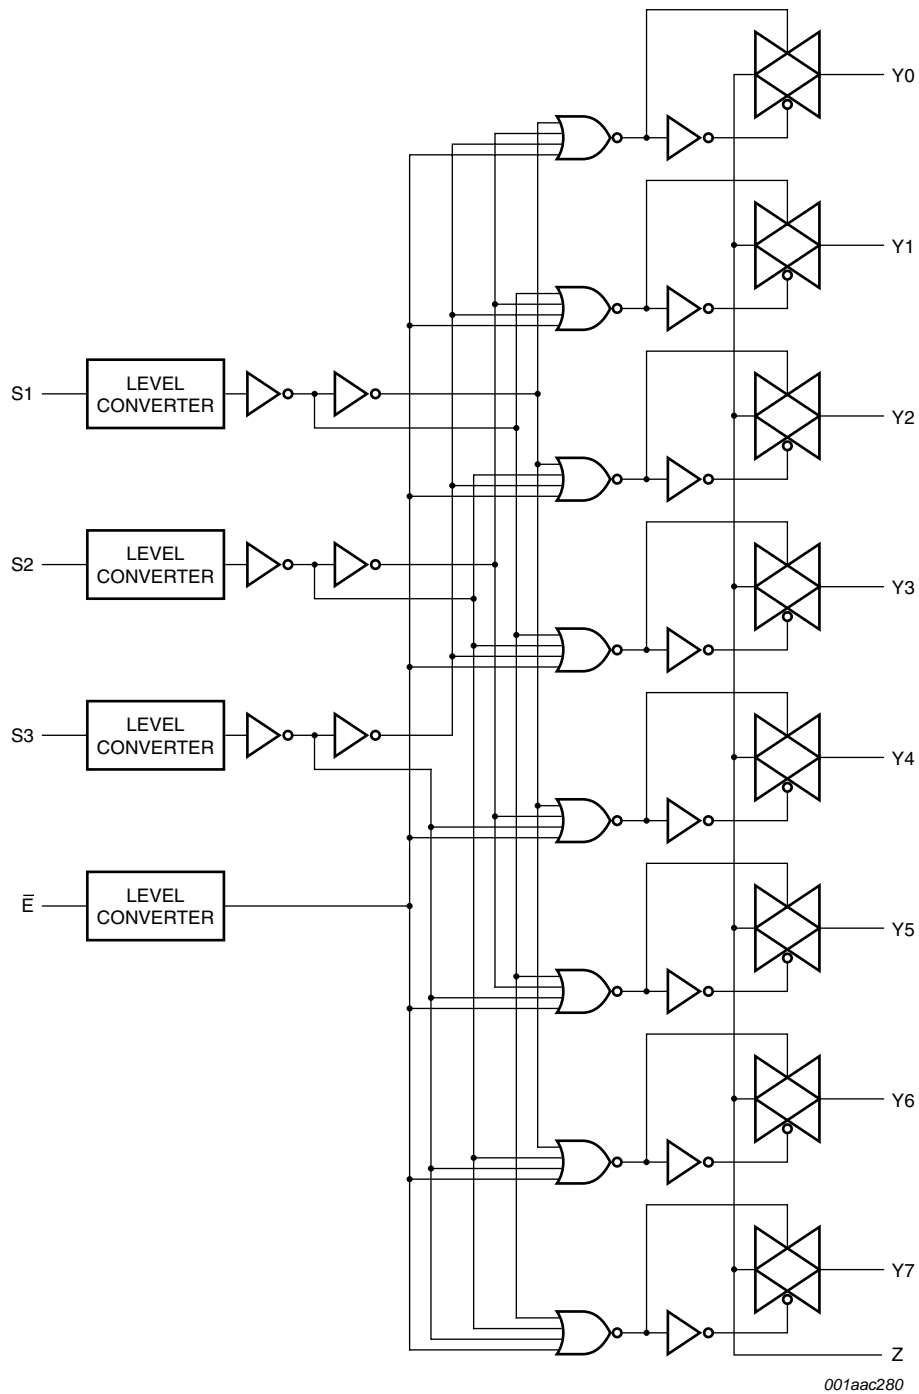 Y0
Y1
S1
LEVEL
CONVERTER
Y2
S2
LEVEL
CONVERTER
Y3
S3
LEVEL
CONVERTER
Y4
E̅
LEVEL
CONVERTER
Y5
Y6
Y7
Z
001aac280